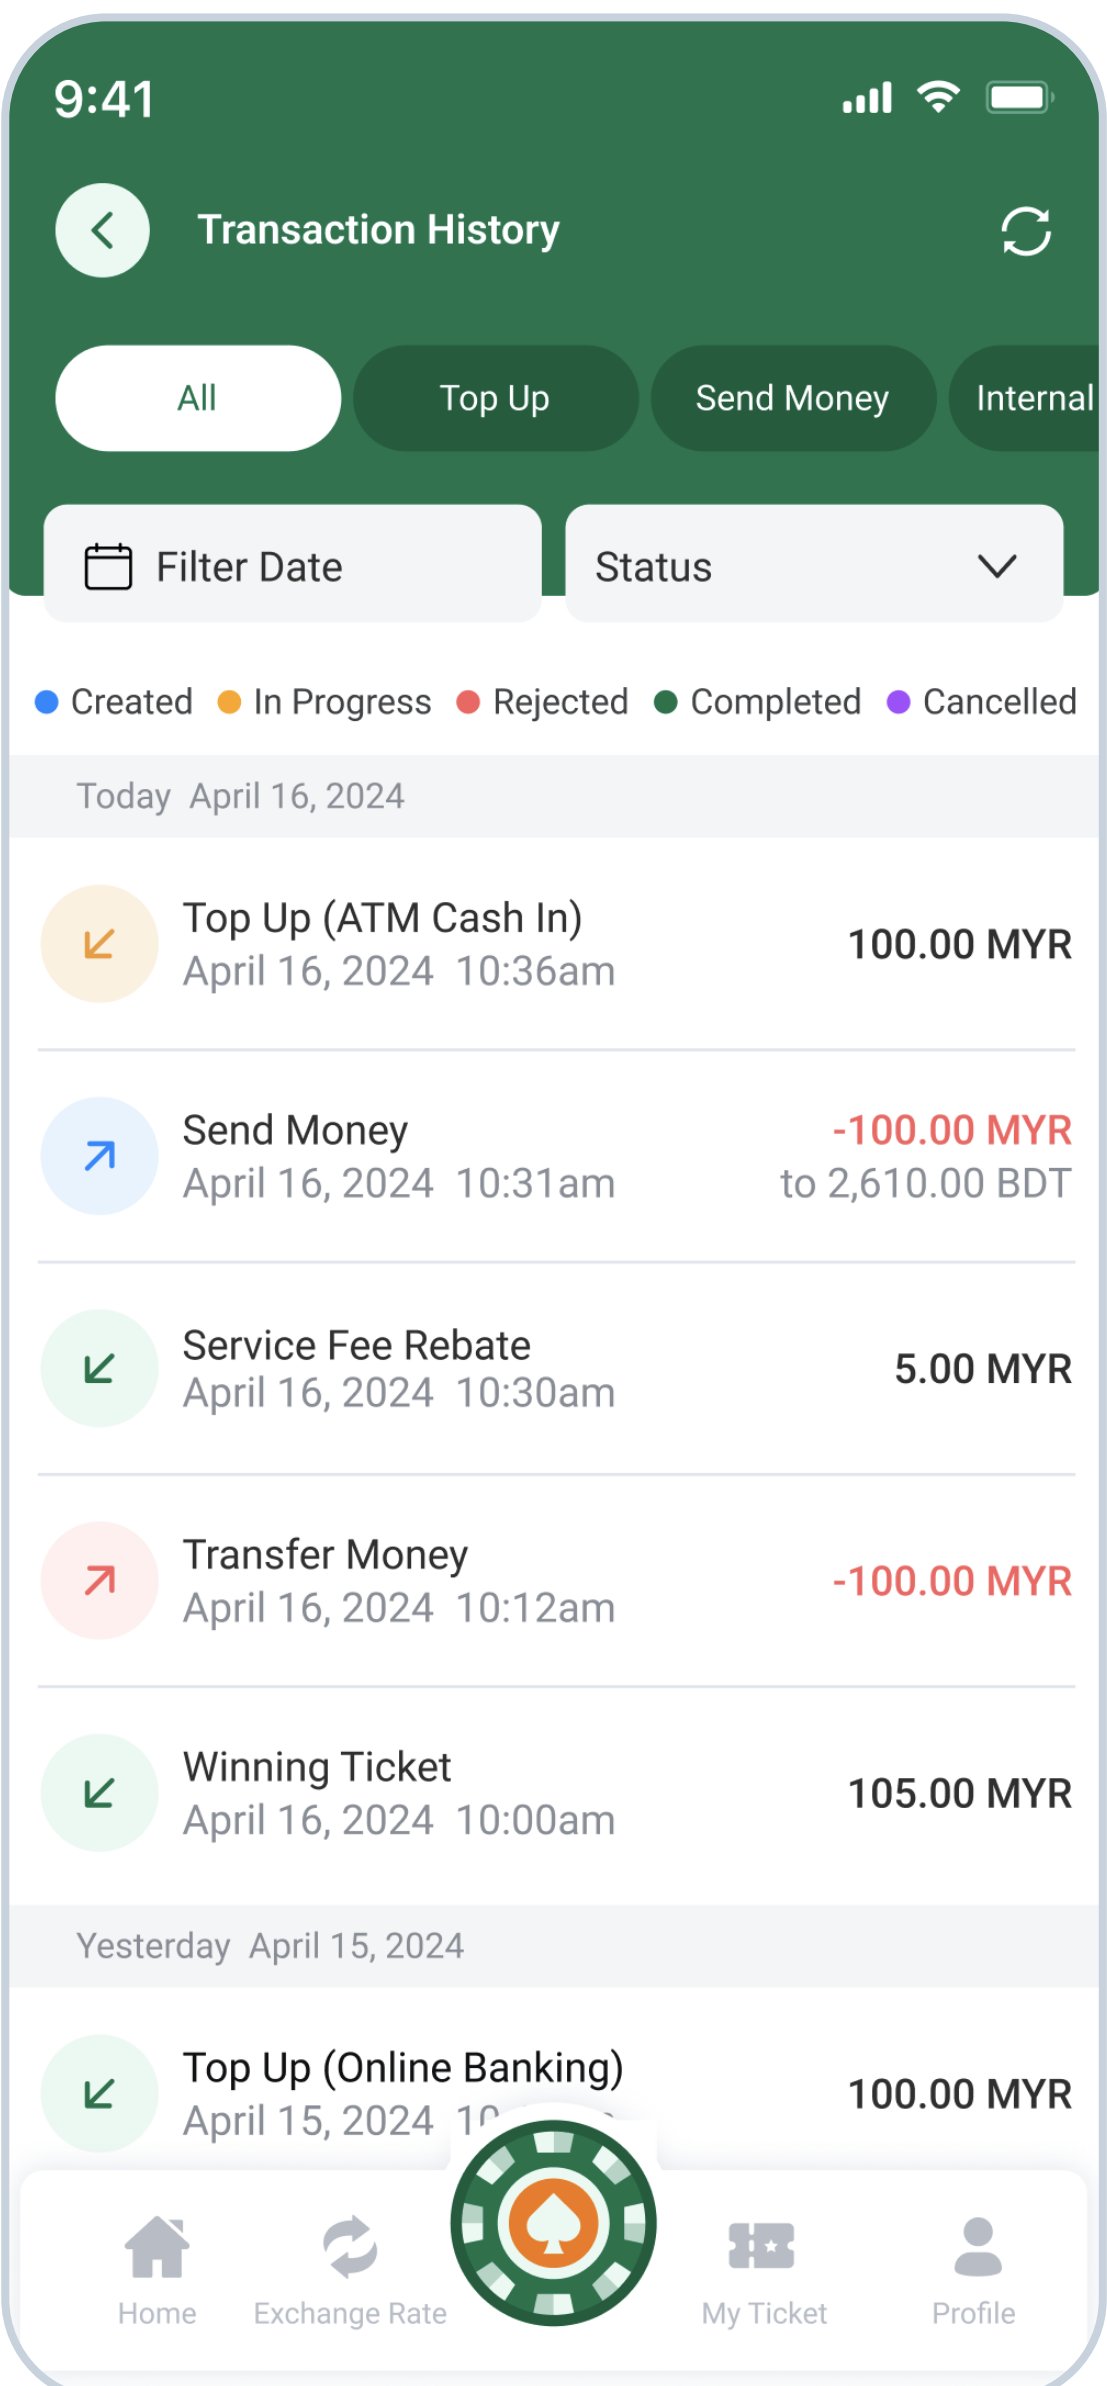 9:41
Transaction History
All Top Up Send Money Internal
Filter Date Status
Created In Progress Rejected Completed Cancelled
Today April 16, 2024
Top Up (ATM Cash In)
April 16, 2024 10:36am
100.00 MYR
Send Money
April 16, 2024 10:31am
-100.00 MYR
to 2,610.00 BDT
Service Fee Rebate
April 16, 2024 10:30am
5.00 MYR
Transfer Money
April 16, 2024 10:12am
-100.00 MYR
Winning Ticket
April 16, 2024 10:00am
105.00 MYR
Yesterday April 15, 2024
Top Up (Online Banking)
April 15, 2024
100.00 MYR
Home Exchange Rate My Ticket Profile